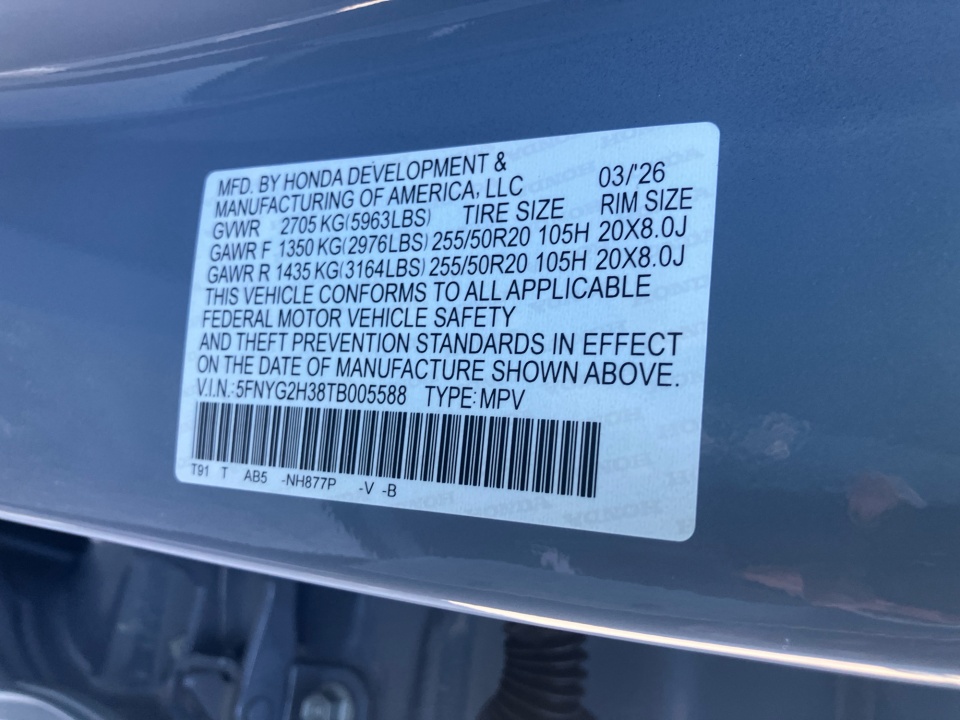 MFD. BY HONDA DEVELOPMENT &
MANUFACTURING OF AMERICA, LLC 03/'26
GVWR 2705 KG(5963LBS) TIRE SIZE RIM SIZE
GAWR F 1350 KG(2976LBS) 255/50R20 105H 20X8.0J
GAWR R 1435 KG(3164LBS) 255/50R20 105H 20X8.0J
THIS VEHICLE CONFORMS TO ALL APPLICABLE
FEDERAL MOTOR VEHICLE SAFETY
AND THEFT PREVENTION STANDARDS IN EFFECT
ON THE DATE OF MANUFACTURE SHOWN ABOVE.
V.I.N.: 5FNYG2H38TB005588 TYPE: MPV
T91 T AB5 -NH877P -V -B